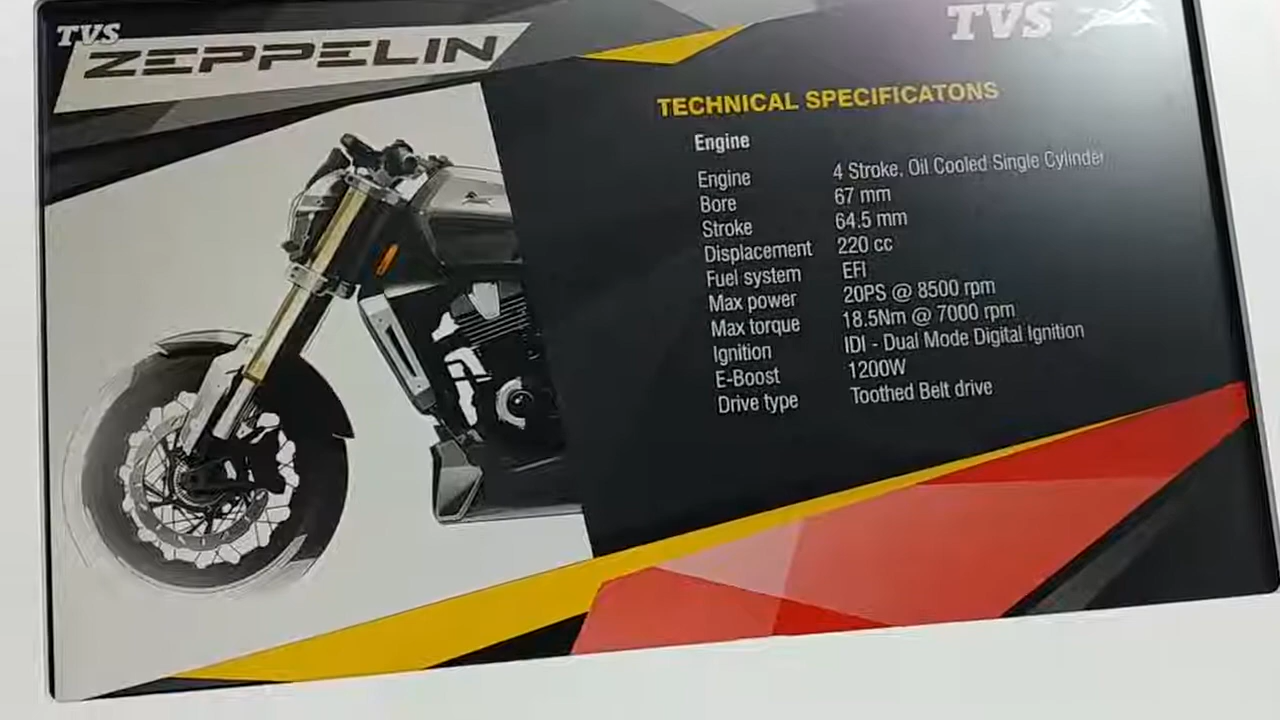 TVS
ZEPPELIN
TVS
TECHNICAL SPECIFICATONS
Engine
Engine 4 Stroke, Oil Cooled Single Cylinder
Bore 67 mm
Stroke 64.5 mm
Displacement 220 cc
Fuel system EFI
Max power 20PS @ 8500 rpm
Max torque 18.5Nm @ 7000 rpm
Ignition IDI - Dual Mode Digital Ignition
E-Boost 1200W
Drive type Toothed Belt drive